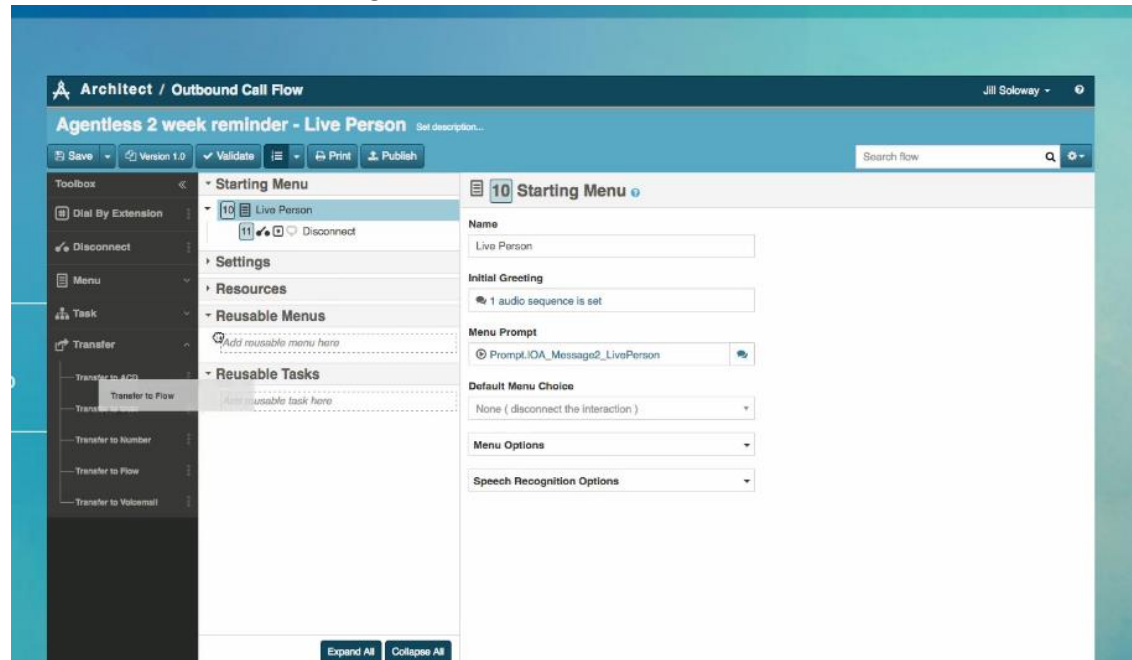 Architect / Outbound Call Flow
Jill Soloway
Agentless 2 week reminder - Live Person Set description...
Save Version 1.0 Validate Print Publish
Search flow
Toolbox
Dial By Extension
Disconnect
Menu
Task
Transfer
Transfer to ACD
Transfer to Flow
Transfer to Number
Transfer to Flow
Transfer to Voicemail
Starting Menu
10 Live Person
11 Disconnect
Settings
Resources
Reusable Menus
Add reusable menu here
Reusable Tasks
Add reusable task here
Expand All Collapse All
10 Starting Menu
Name
Live Person
Initial Greeting
1 audio sequence is set
Menu Prompt
Prompt.IOA_Message2_LivePerson
Default Menu Choice
None ( disconnect the interaction )
Menu Options
Speech Recognition Options